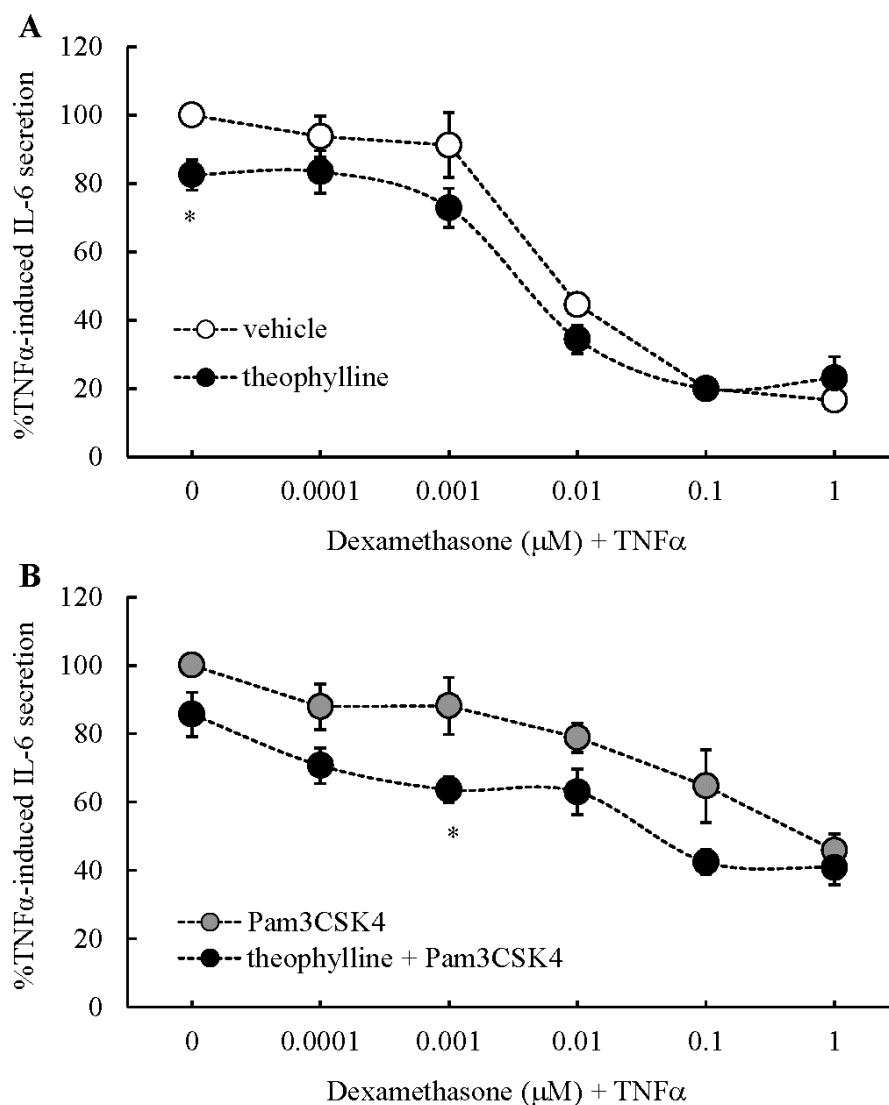 A
%TNFα-induced IL-6 secretion
120
100
80
60
40
20
0
vehicle
theophylline
*
0 0.0001 0.001 0.01 0.1 1
Dexamethasone (μM) + TNFα
B
%TNFα-induced IL-6 secretion
120
100
80
60
40
20
0
*
Pam3CSK4
theophylline + Pam3CSK4
0 0.0001 0.001 0.01 0.1 1
Dexamethasone (μM) + TNFα